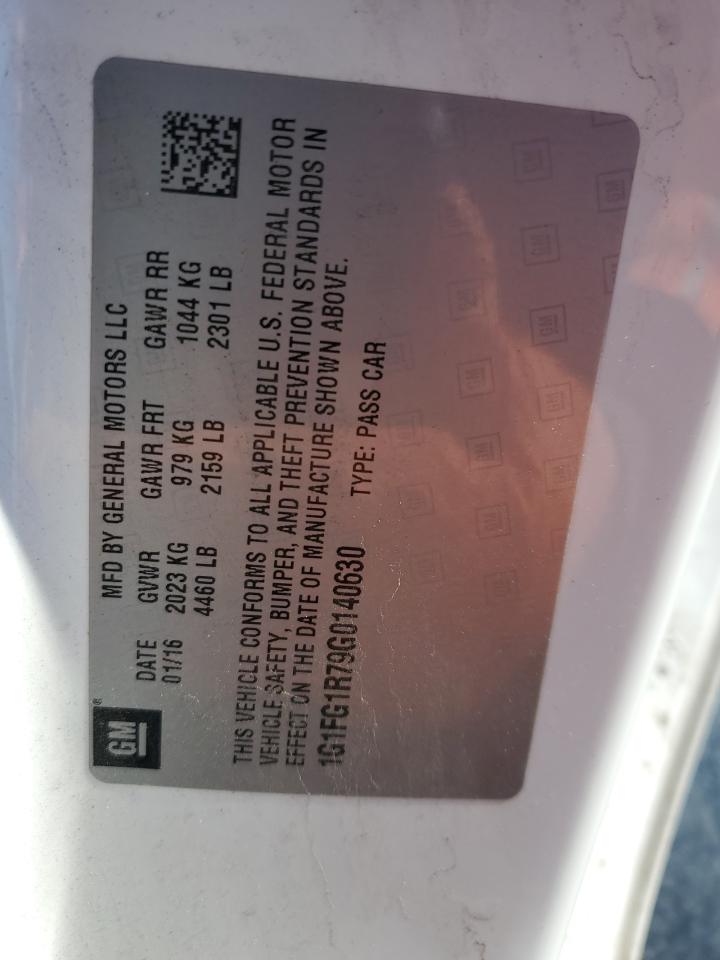 GM®
MFD BY GENERAL MOTORS LLC
DATE GVWR GAWR FRT GAWR RR
01/16 2023 KG 979 KG 1044 KG
4460 LB 2159 LB 2301 LB
THIS VEHICLE CONFORMS TO ALL APPLICABLE U.S. FEDERAL MOTOR
VEHICLE SAFETY, BUMPER, AND THEFT PREVENTION STANDARDS IN
EFFECT ON THE DATE OF MANUFACTURE SHOWN ABOVE.
1G1FG1R79G0140630 TYPE: PASS CAR